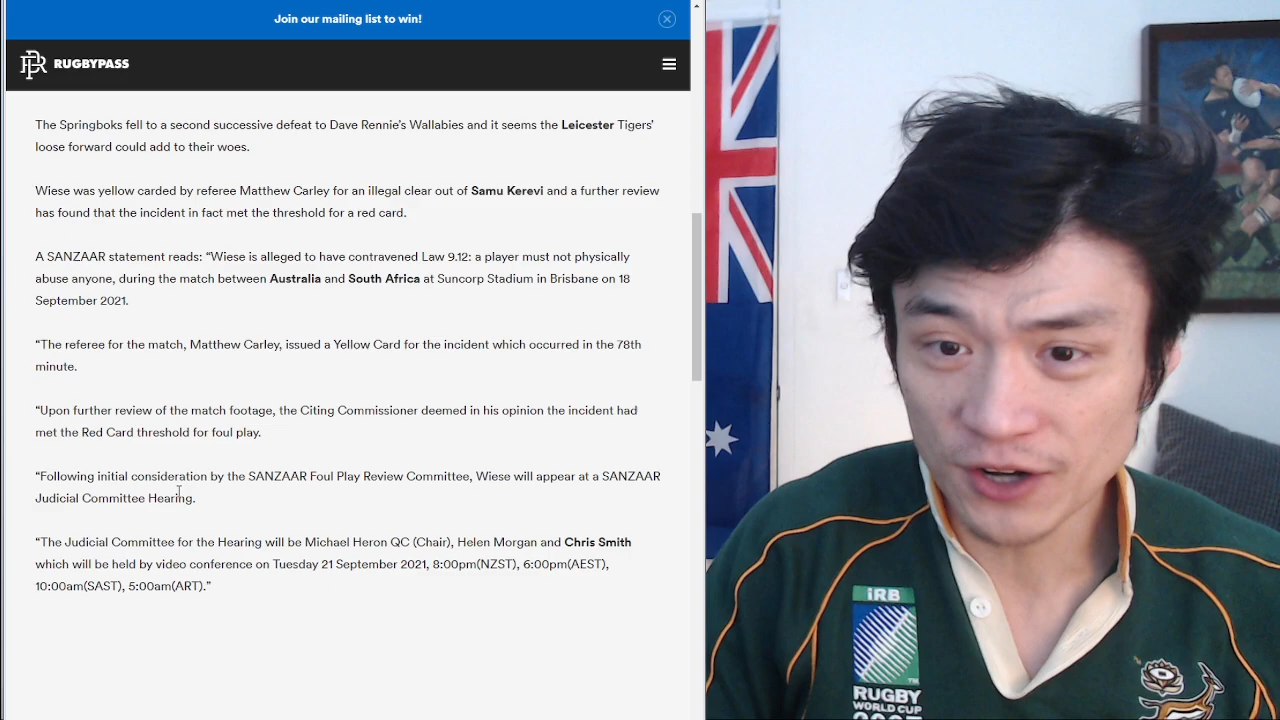 Join our mailing list to win!
RUGBYPASS
The Springboks fell to a second successive defeat to Dave Rennie's Wallabies and it seems the Leicester Tigers'
loose forward could add to their woes.
Wiese was yellow carded by referee Matthew Carley for an illegal clear out of Samu Kerevi and a further review
has found that the incident in fact met the threshold for a red card.
A SANZAAR statement reads: “Wiese is alleged to have contravened Law 9.12: a player must not physically
abuse anyone, during the match between Australia and South Africa at Suncorp Stadium in Brisbane on 18
September 2021.
“The referee for the match, Matthew Carley, issued a Yellow Card for the incident which occurred in the 78th
minute.
“Upon further review of the match footage, the Citing Commissioner deemed in his opinion the incident had
met the Red Card threshold for foul play.
“Following initial consideration by the SANZAAR Foul Play Review Committee, Wiese will appear at a SANZAAR
Judicial Committee Hearing.
“The Judicial Committee for the Hearing will be Michael Heron QC (Chair), Helen Morgan and Chris Smith
which will be held by video conference on Tuesday 21 September 2021, 8:00pm(NZST), 6:00pm(AEST),
10:00am(SAST), 5:00am(ART).”
iRB
TM
RUGBY
WORLD CUP
2007